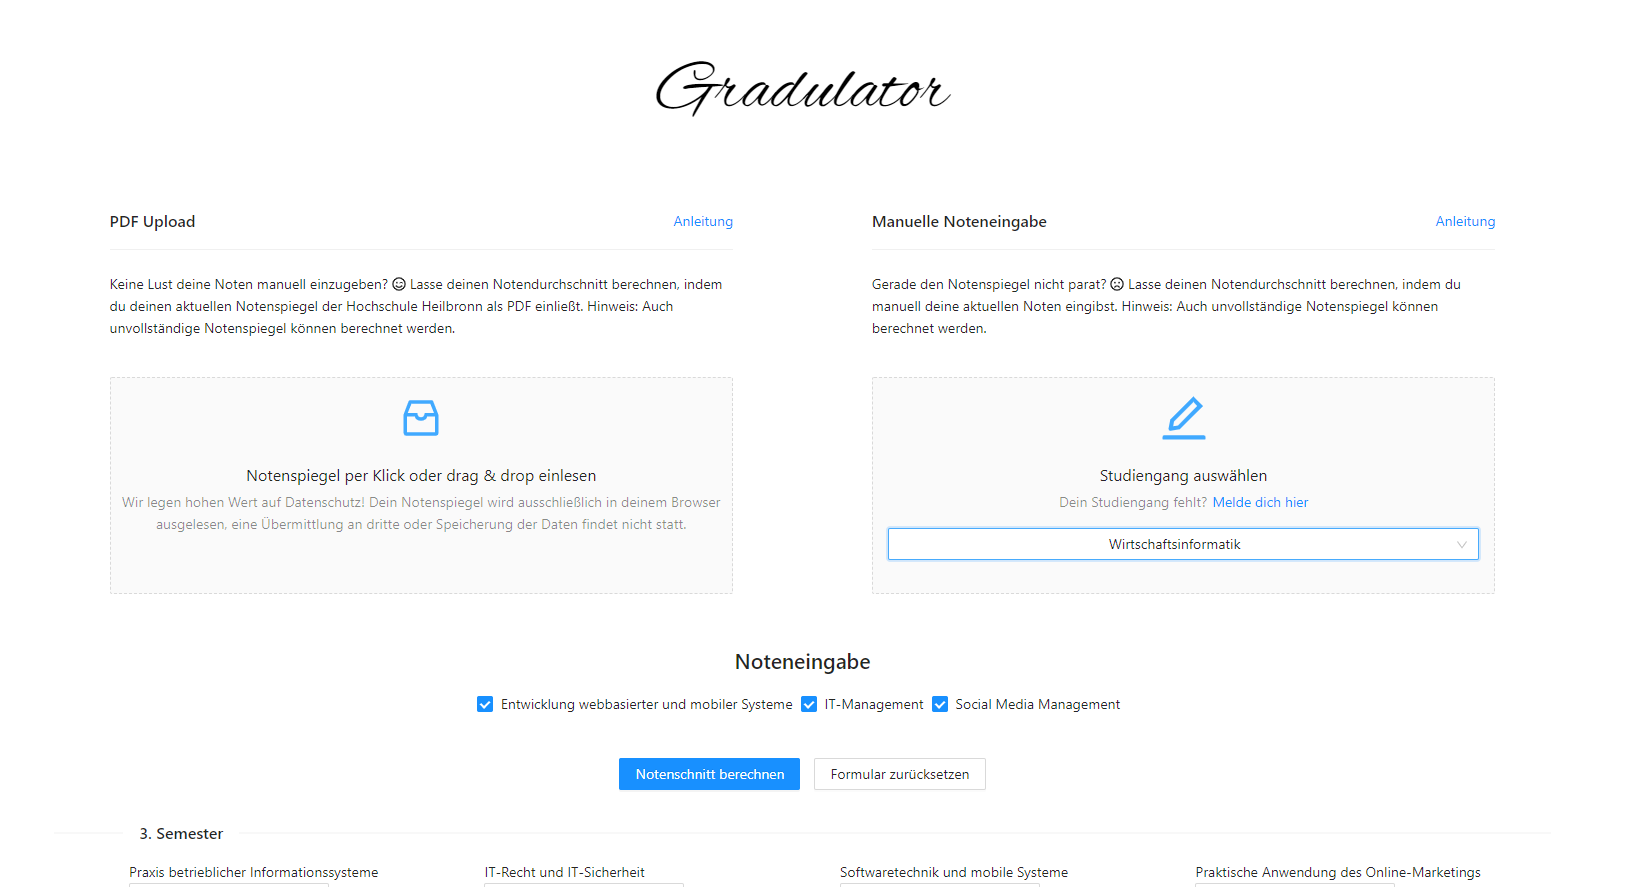 Gradulator
PDF Upload
Anleitung
Keine Lust deine Noten manuell einzugeben? Lasse deinen Notendurchschnitt berechnen, indem
du deinen aktuellen Notenspiegel der Hochschule Heilbronn als PDF einließt. Hinweis: Auch
unvollständige Notenspiegel können berechnet werden.
Notenspiegel per Klick oder drag & drop einlesen
Wir legen hohen Wert auf Datenschutz! Dein Notenspiegel wird ausschließlich in deinem Browser
ausgelesen, eine Übermittlung an dritte oder Speicherung der Daten findet nicht statt.
Manuelle Noteneingabe
Anleitung
Gerade den Notenspiegel nicht parat? Lasse deinen Notendurchschnitt berechnen, indem du
manuell deine aktuellen Noten eingibst. Hinweis: Auch unvollständige Notenspiegel können
berechnet werden.
Studiengang auswählen
Dein Studiengang fehlt? Melde dich hier
Wirtschaftsinformatik
Noteneingabe
Entwicklung webbasierter und mobiler Systeme IT-Management Social Media Management
Notenschnitt berechnen Formular zurücksetzen
3. Semester
Praxis betrieblicher Informationssysteme IT-Recht und IT-Sicherheit Softwaretechnik und mobile Systeme Praktische Anwendung des Online-Marketings